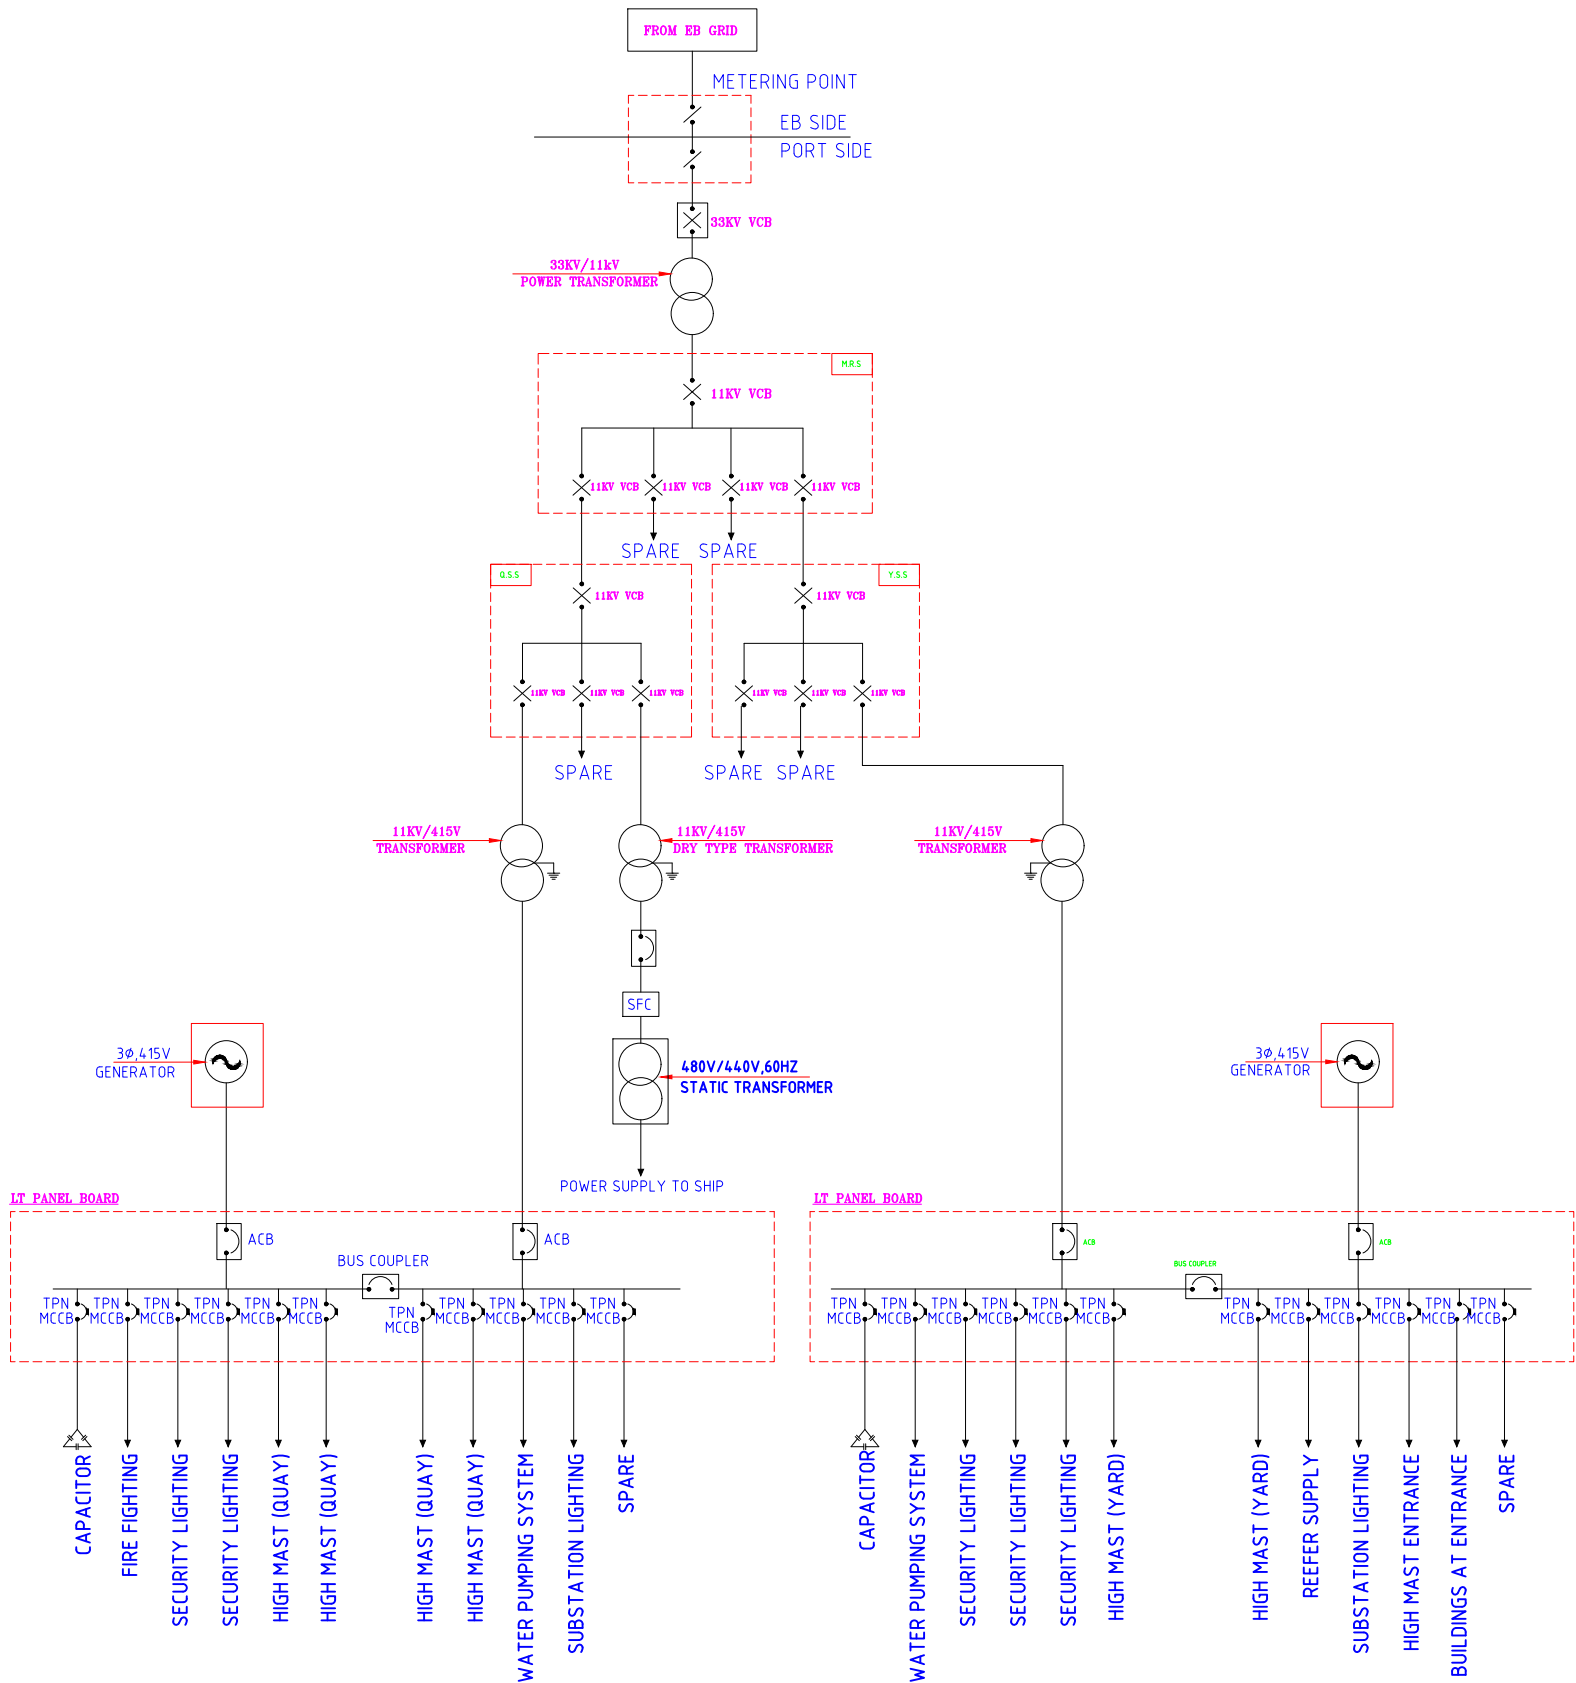 FROM EB GRID
METERING POINT
EB SIDE
PORT SIDE
33KV VCB
33KV/11kV
POWER TRANSFORMER
M.R.S
11KV VCB
11KV VCB
11KV VCB
11KV VCB
11KV VCB
SPARE
SPARE
Q.S.S
Y.S.S
11KV VCB
11KV VCB
11KV VCB
11KV VCB
11KV VCB
11KV VCB
11KV VCB
11KV VCB
SPARE
SPARE
SPARE
11KV/415V
TRANSFORMER
11KV/415V
DRY TYPE TRANSFORMER
11KV/415V
TRANSFORMER
SFC
3Ø,415V
GENERATOR
480V/440V,60HZ
STATIC TRANSFORMER
3Ø,415V
GENERATOR
POWER SUPPLY TO SHIP
LT PANEL BOARD
LT PANEL BOARD
ACB
ACB
ACB
ACB
BUS COUPLER
BUS COUPLER
TPN
MCCB
TPN
MCCB
TPN
MCCB
TPN
MCCB
TPN
MCCB
TPN
MCCB
TPN
MCCB
TPN
MCCB
TPN
MCCB
TPN
MCCB
TPN
MCCB
TPN
MCCB
TPN
MCCB
TPN
MCCB
TPN
MCCB
TPN
MCCB
TPN
MCCB
TPN
MCCB
TPN
MCCB
TPN
MCCB
TPN
MCCB
TPN
MCCB
TPN
MCCB
CAPACITOR
FIRE FIGHTING
SECURITY LIGHTING
SECURITY LIGHTING
HIGH MAST (QUAY)
HIGH MAST (QUAY)
HIGH MAST (QUAY)
HIGH MAST (QUAY)
WATER PUMPING SYSTEM
SUBSTATION LIGHTING
SPARE
CAPACITOR
WATER PUMPING SYSTEM
SECURITY LIGHTING
SECURITY LIGHTING
SECURITY LIGHTING
HIGH MAST (YARD)
HIGH MAST (YARD)
REEFER SUPPLY
SUBSTATION LIGHTING
HIGH MAST ENTRANCE
BUILDINGS AT ENTRANCE
SPARE